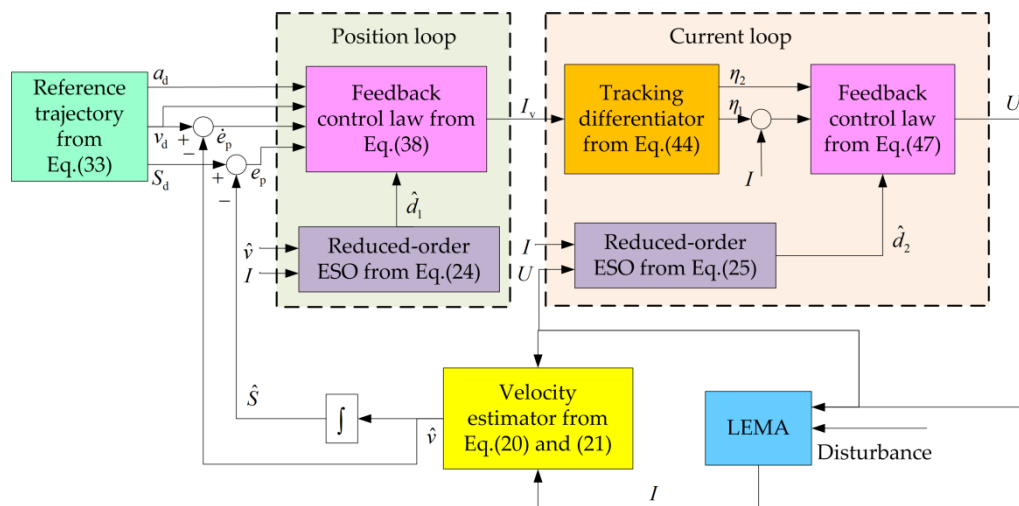 Position loop
Current loop
Reference
trajectory
from
Eq.(33)
a_d
v_d
S_d
+
−
ė_p
+
−
e_p
Feedback
control law from
Eq.(38)
I_v
Tracking
differentiator
from Eq.(44)
η_2
η_1
I
Feedback
control law
from Eq.(47)
U
d̂_1
v̂
I
Reduced-order
ESO from Eq.(24)
I
U
Reduced-order
ESO from Eq.(25)
d̂_2
Ŝ
∫
v̂
Velocity
estimator from
Eq.(20) and (21)
LEMA
Disturbance
I